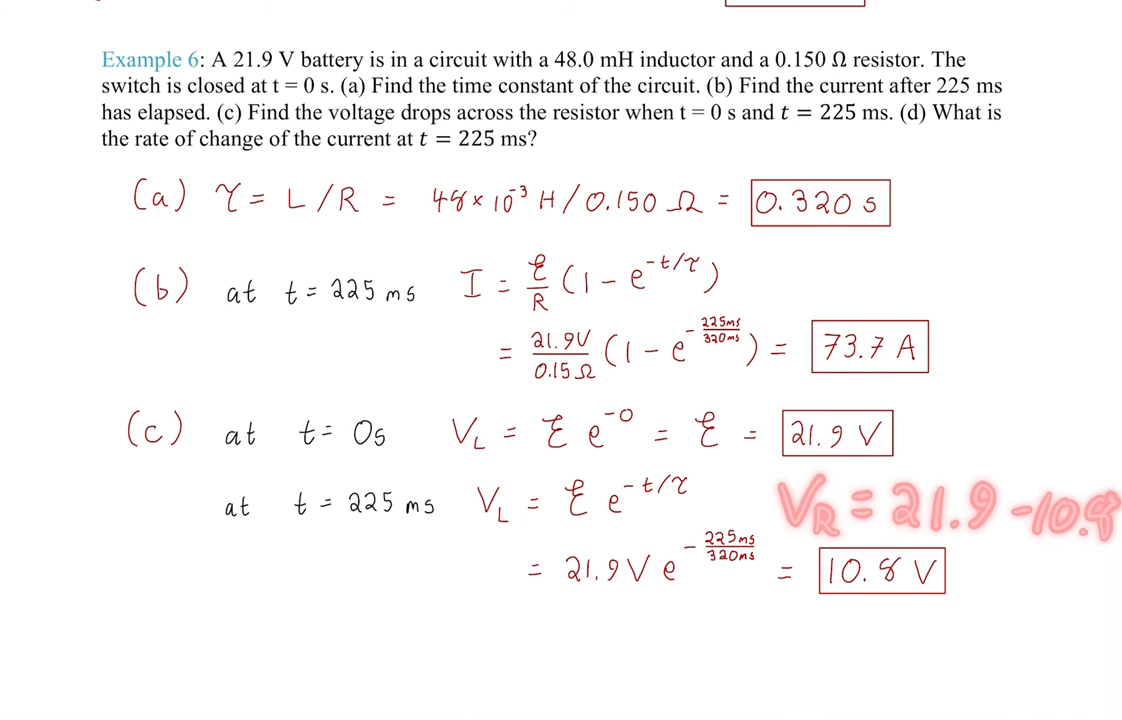 Example 6: A 21.9 V battery is in a circuit with a 48.0 mH inductor and a 0.150 Ω resistor. The
switch is closed at t = 0 s. (a) Find the time constant of the circuit. (b) Find the current after 225 ms
has elapsed. (c) Find the voltage drops across the resistor when t = 0 s and t = 225 ms. (d) What is
the rate of change of the current at t = 225 ms?
(a) τ = L/R = 48×10⁻³ H/0.150 Ω = 0.320 s
(b) at t = 225 ms I = ℰ/R (1 − e^(−t/τ))
= 21.9V/0.15Ω (1 − e^(−225ms/320ms)) = 73.7 A
(c) at t = 0s V_L = ℰ e^(−0) = ℰ = 21.9 V
at t = 225 ms V_L = ℰ e^(−t/τ)
V_R = 21.9 − 10.8
= 21.9 V e^(−225ms/320ms) = 10.8 V